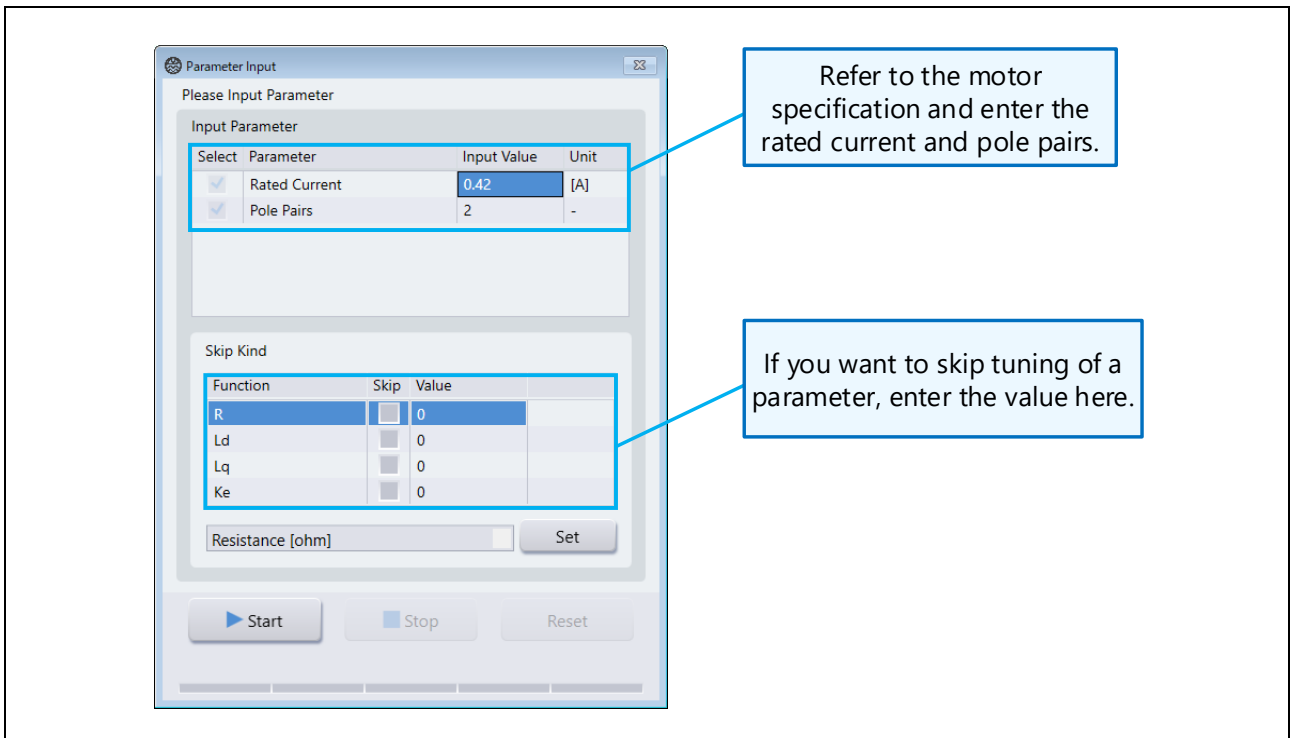 Parameter Input
Please Input Parameter
Input Parameter
Select Parameter Input Value Unit
Rated Current 0.42 [A]
Pole Pairs 2 -
Refer to the motor
specification and enter the
rated current and pole pairs.
Skip Kind
Function Skip Value
R 0
Ld 0
Lq 0
Ke 0
Resistance [ohm] Set
If you want to skip tuning of a
parameter, enter the value here.
Start Stop Reset